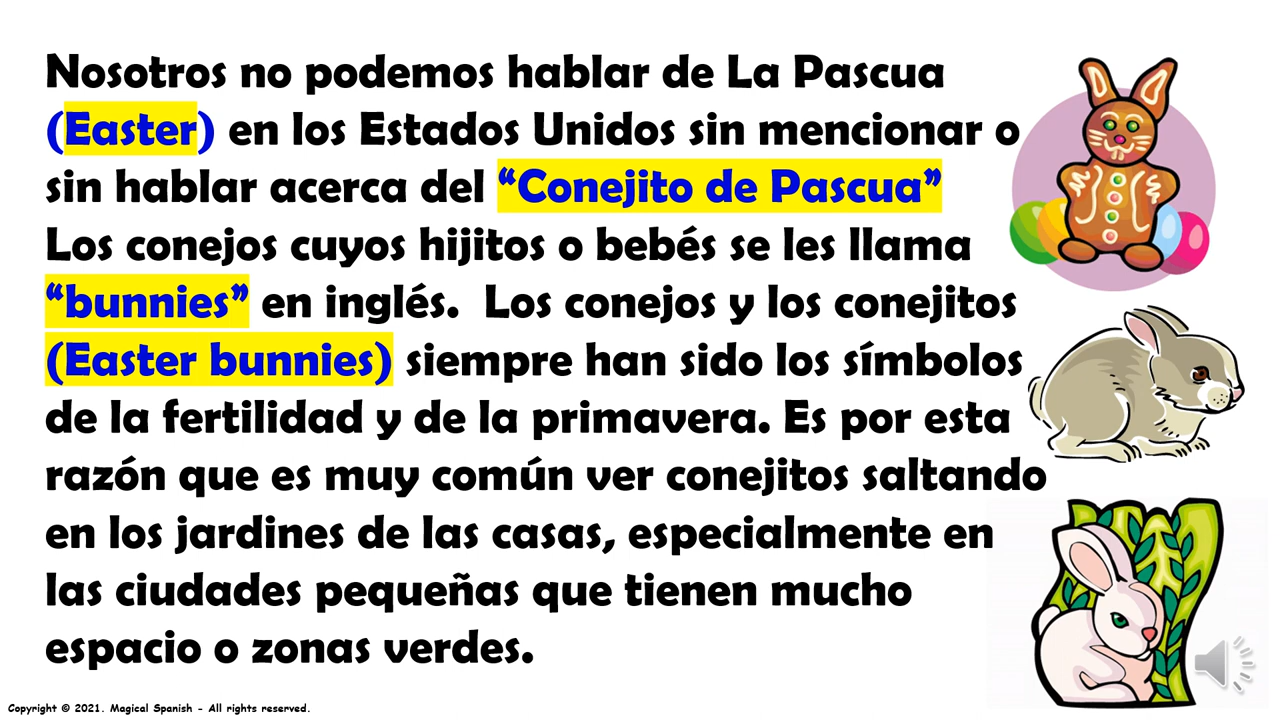 Nosotros no podemos hablar de La Pascua
(Easter) en los Estados Unidos sin mencionar o
sin hablar acerca del “Conejito de Pascua”
Los conejos cuyos hijitos o bebés se les llama
“bunnies” en inglés.  Los conejos y los conejitos
(Easter bunnies) siempre han sido los símbolos
de la fertilidad y de la primavera. Es por esta
razón que es muy común ver conejitos saltando
en los jardines de las casas, especialmente en
las ciudades pequeñas que tienen mucho
espacio o zonas verdes.
Copyright © 2021. Magical Spanish - All rights reserved.